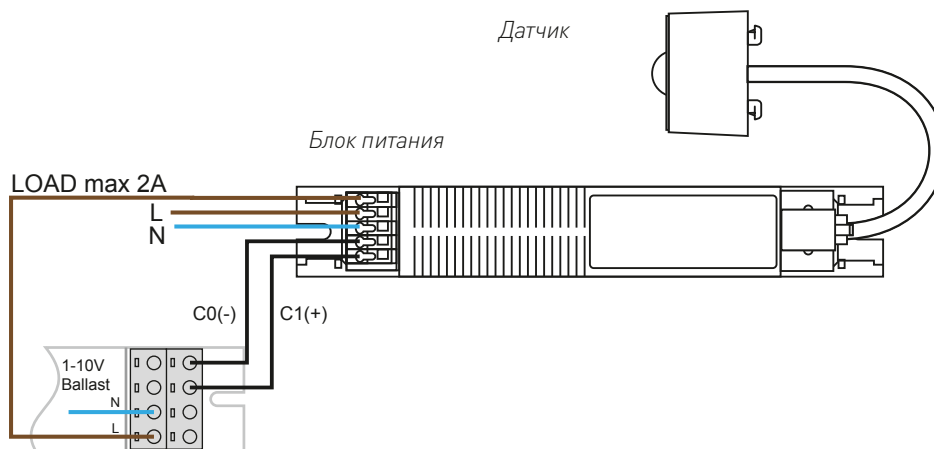 Датчик
Блок питания
LOAD max 2A
L
N
C0(-)
C1(+)
1-10V
Ballast
N
L